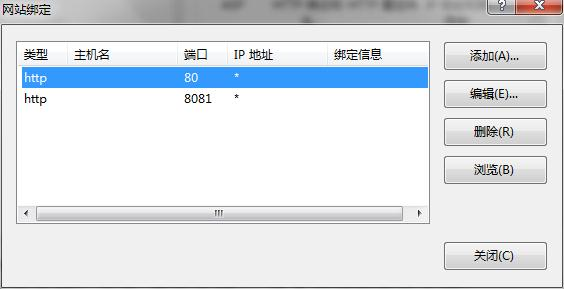 网站绑定
类型 主机名 端口 IP 地址 绑定信息
http 80 *
http 8081 *
添加(A)...
编辑(E)...
删除(R)
浏览(B)
关闭(C)